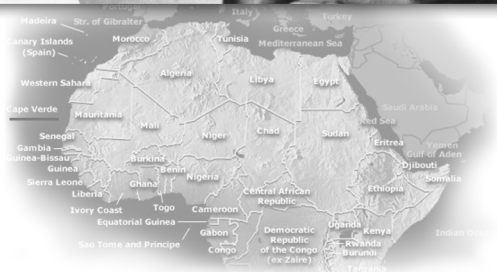 Portugal
Italy
Turkey
Madeira
Str. of Gibralter
Greece
Canary Islands
(Spain)
Morocco
Tunisia
Mediterranean Sea
Western Sahara
Algeria
Libya
Egypt
Cape Verde
Mauritania
Saudi Arabia
Red Sea
Mali
Niger
Chad
Sudan
Senegal
Eritrea
Yemen
Gambia
Gulf of Aden
Guinea-Bissau
Burkina
Djibouti
Guinea
Benin
Nigeria
Somalia
Sierra Leone
Ghana
Ethiopia
Liberia
Central African
Republic
Ivory Coast
Togo
Cameroon
Equatorial Guinea
Uganda
Kenya
Gabon
Democratic
Republic
of the Congo
(ex Zaire)
Indian
Sao Tome and Principe
Congo
Rwanda
Burundi
Tanzania